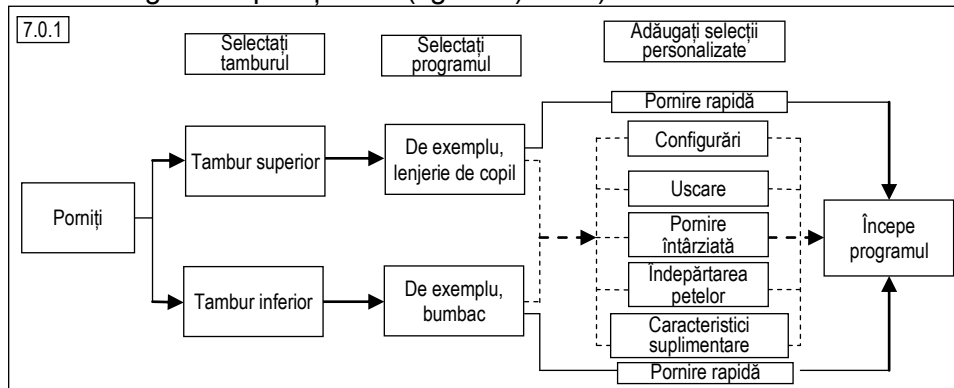 7.0.1
Selectați
tamburul
Selectați
programul
Adăugați selecții
personalizate
Pornire rapidă
Tambur superior
De exemplu,
lenjerie de copil
Configurări
Uscare
Porniți
Pornire
întârziată
Începe
programul
Îndepărtarea
petelor
Tambur inferior
De exemplu,
bumbac
Caracteristici
suplimentare
Pornire rapidă